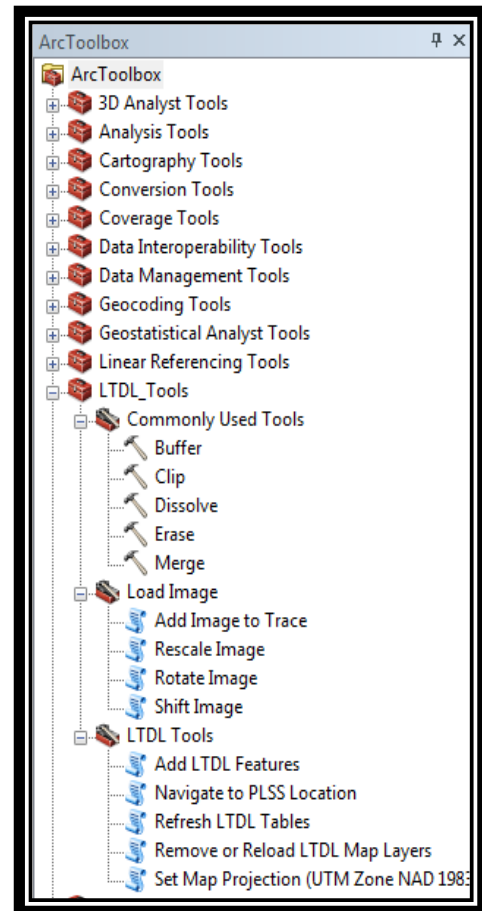 ArcToolbox
ArcToolbox
3D Analyst Tools
Analysis Tools
Cartography Tools
Conversion Tools
Coverage Tools
Data Interoperability Tools
Data Management Tools
Geocoding Tools
Geostatistical Analyst Tools
Linear Referencing Tools
LTDL_Tools
Commonly Used Tools
Buffer
Clip
Dissolve
Erase
Merge
Load Image
Add Image to Trace
Rescale Image
Rotate Image
Shift Image
LTDL Tools
Add LTDL Features
Navigate to PLSS Location
Refresh LTDL Tables
Remove or Reload LTDL Map Layers
Set Map Projection (UTM Zone NAD 1983